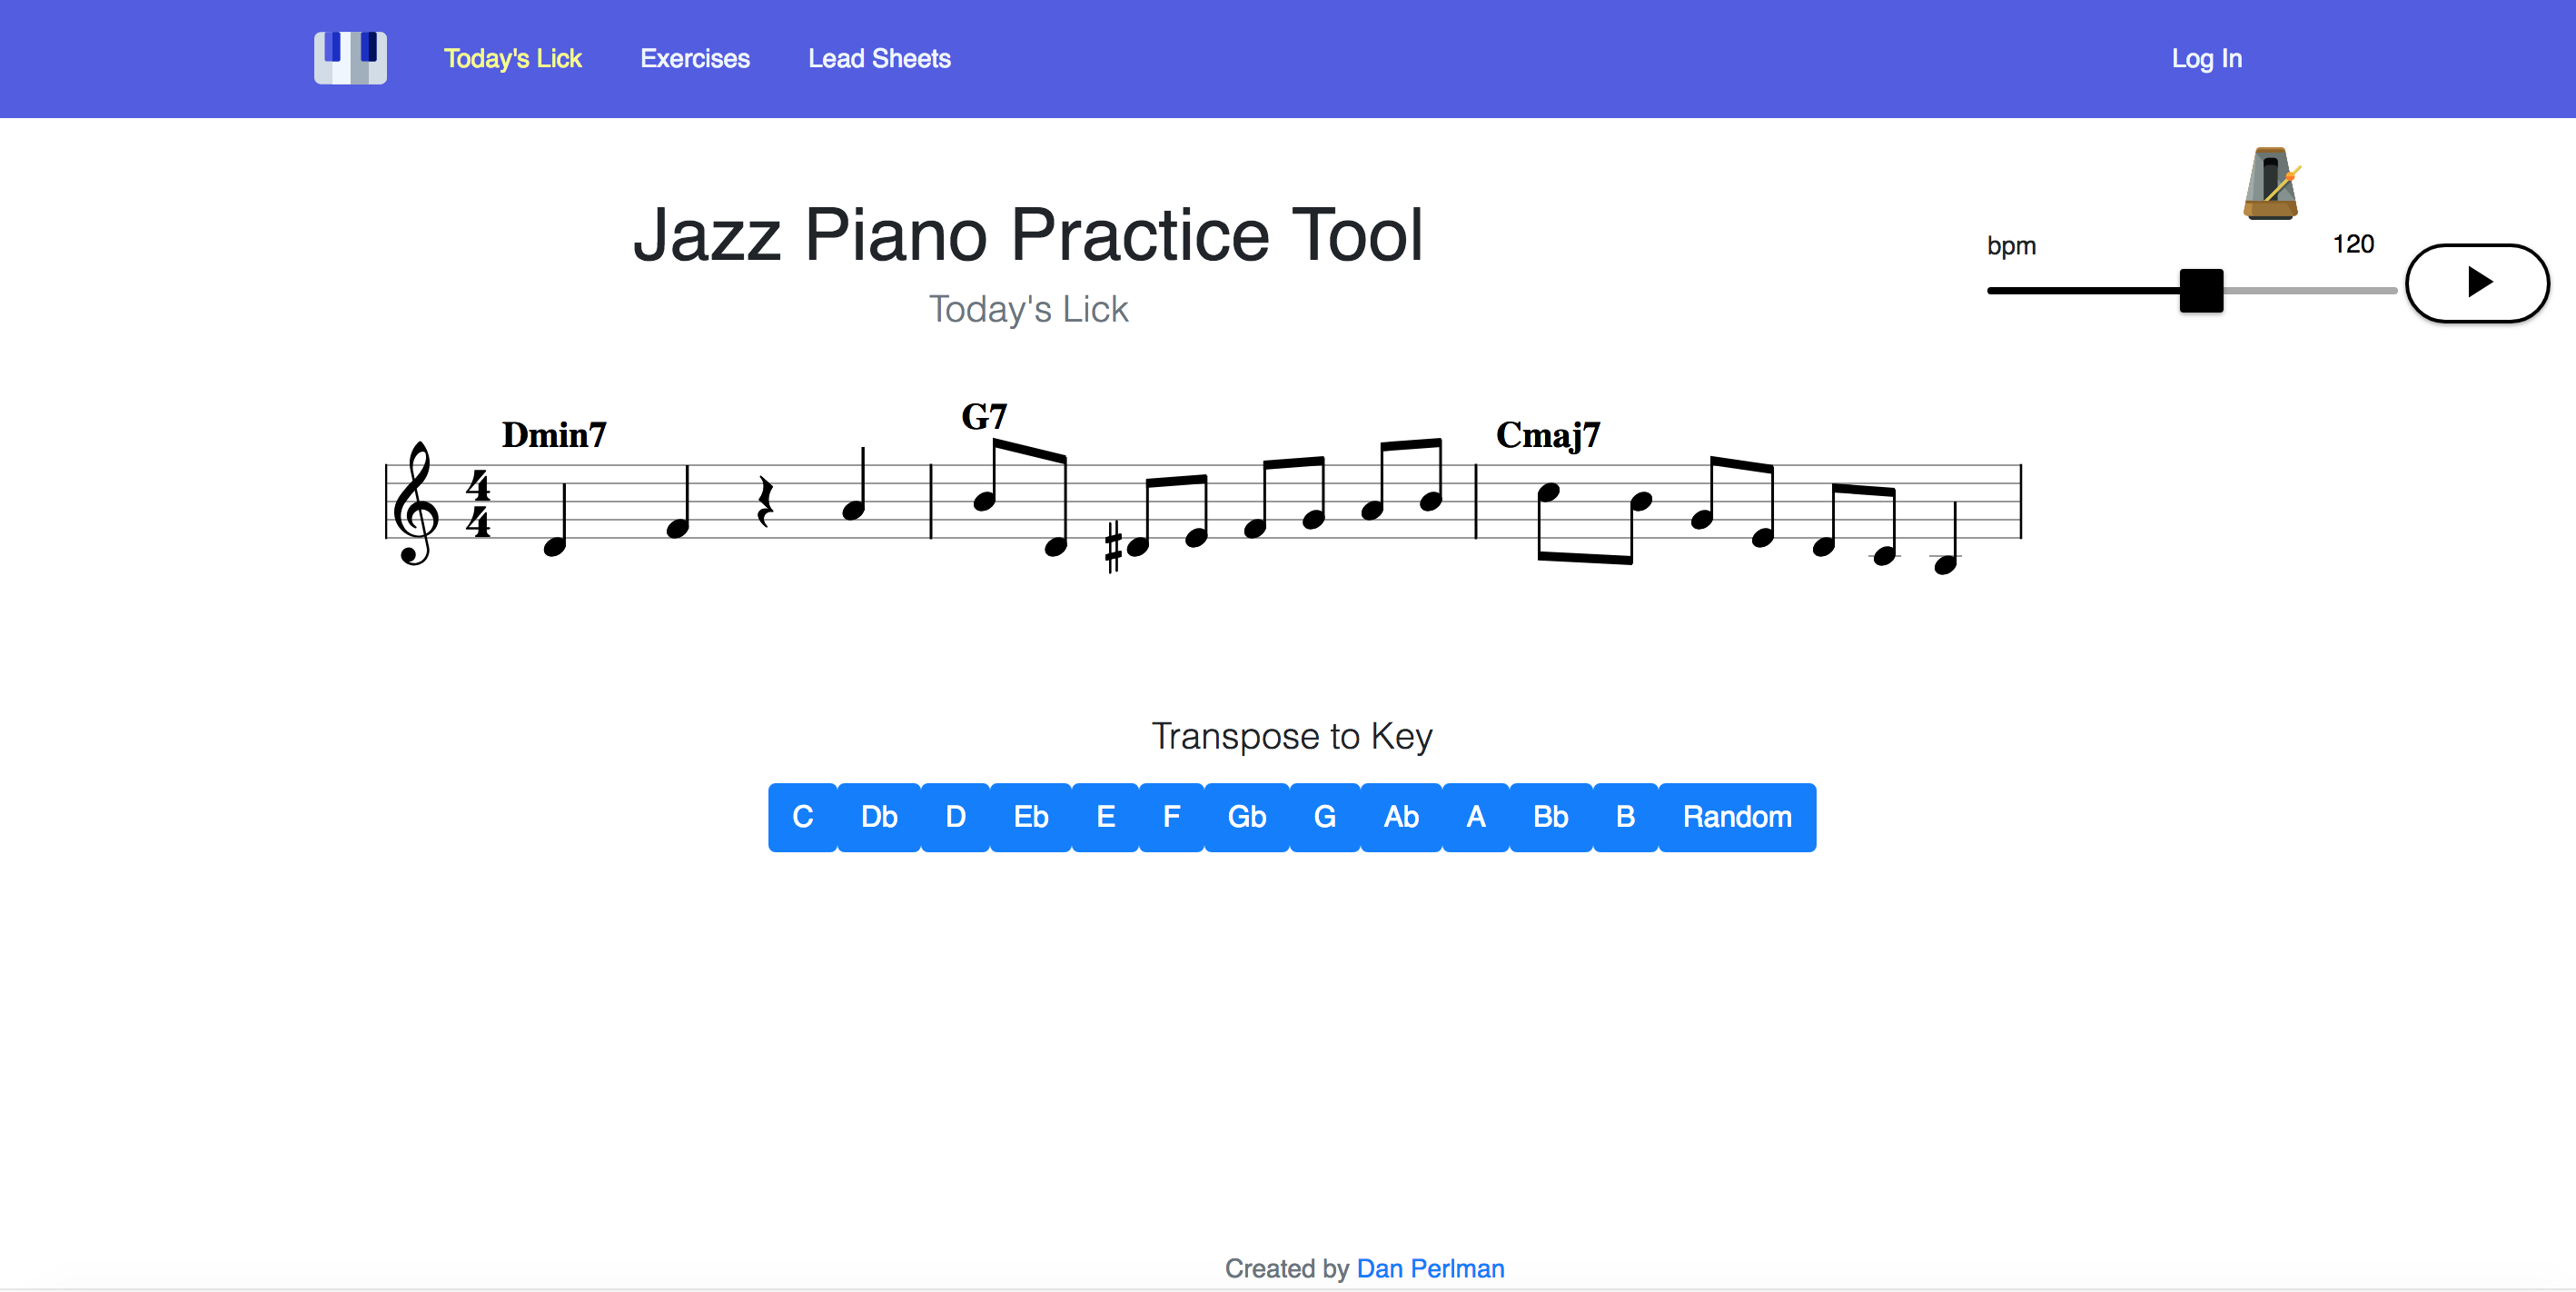 Today's Lick Exercises Lead Sheets Log In
Jazz Piano Practice Tool
Today's Lick
bpm 120
Dmin7 G7 Cmaj7
4
4
Transpose to Key
C Db D Eb E F Gb G Ab A Bb B Random
Created by Dan Perlman